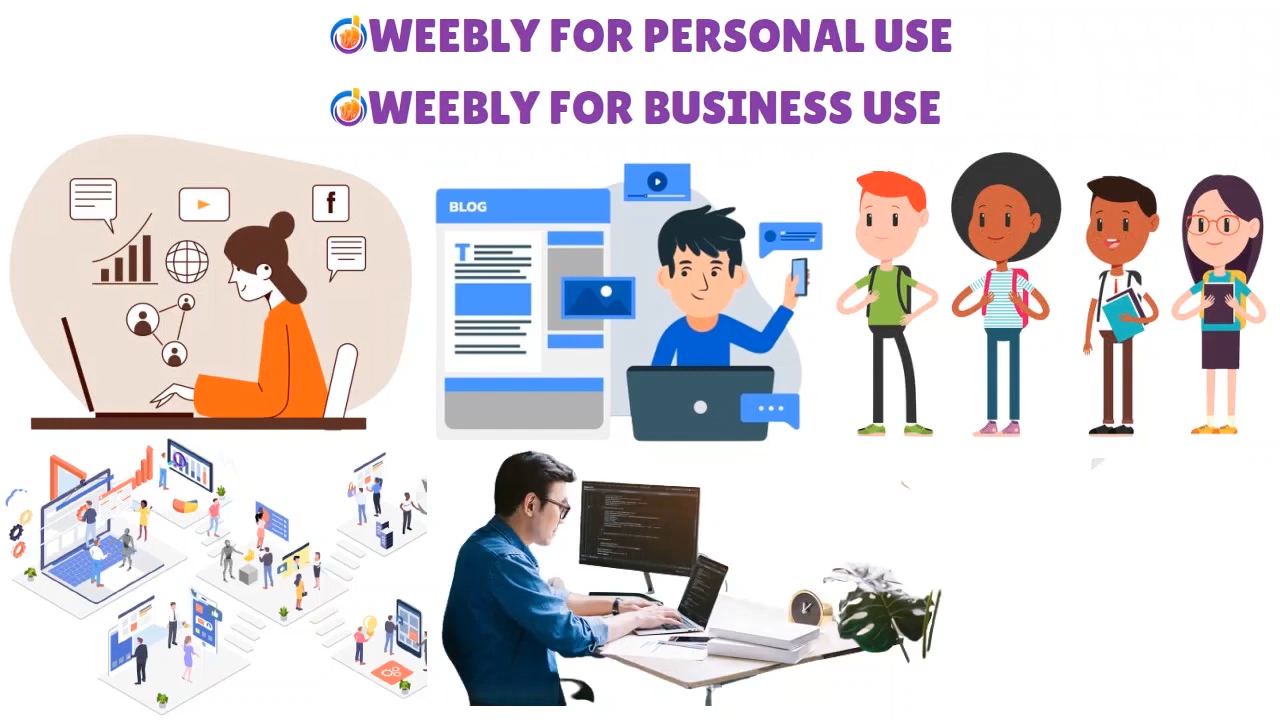 WEEBLY FOR PERSONAL USE
WEEBLY FOR BUSINESS USE
f
BLOG
T